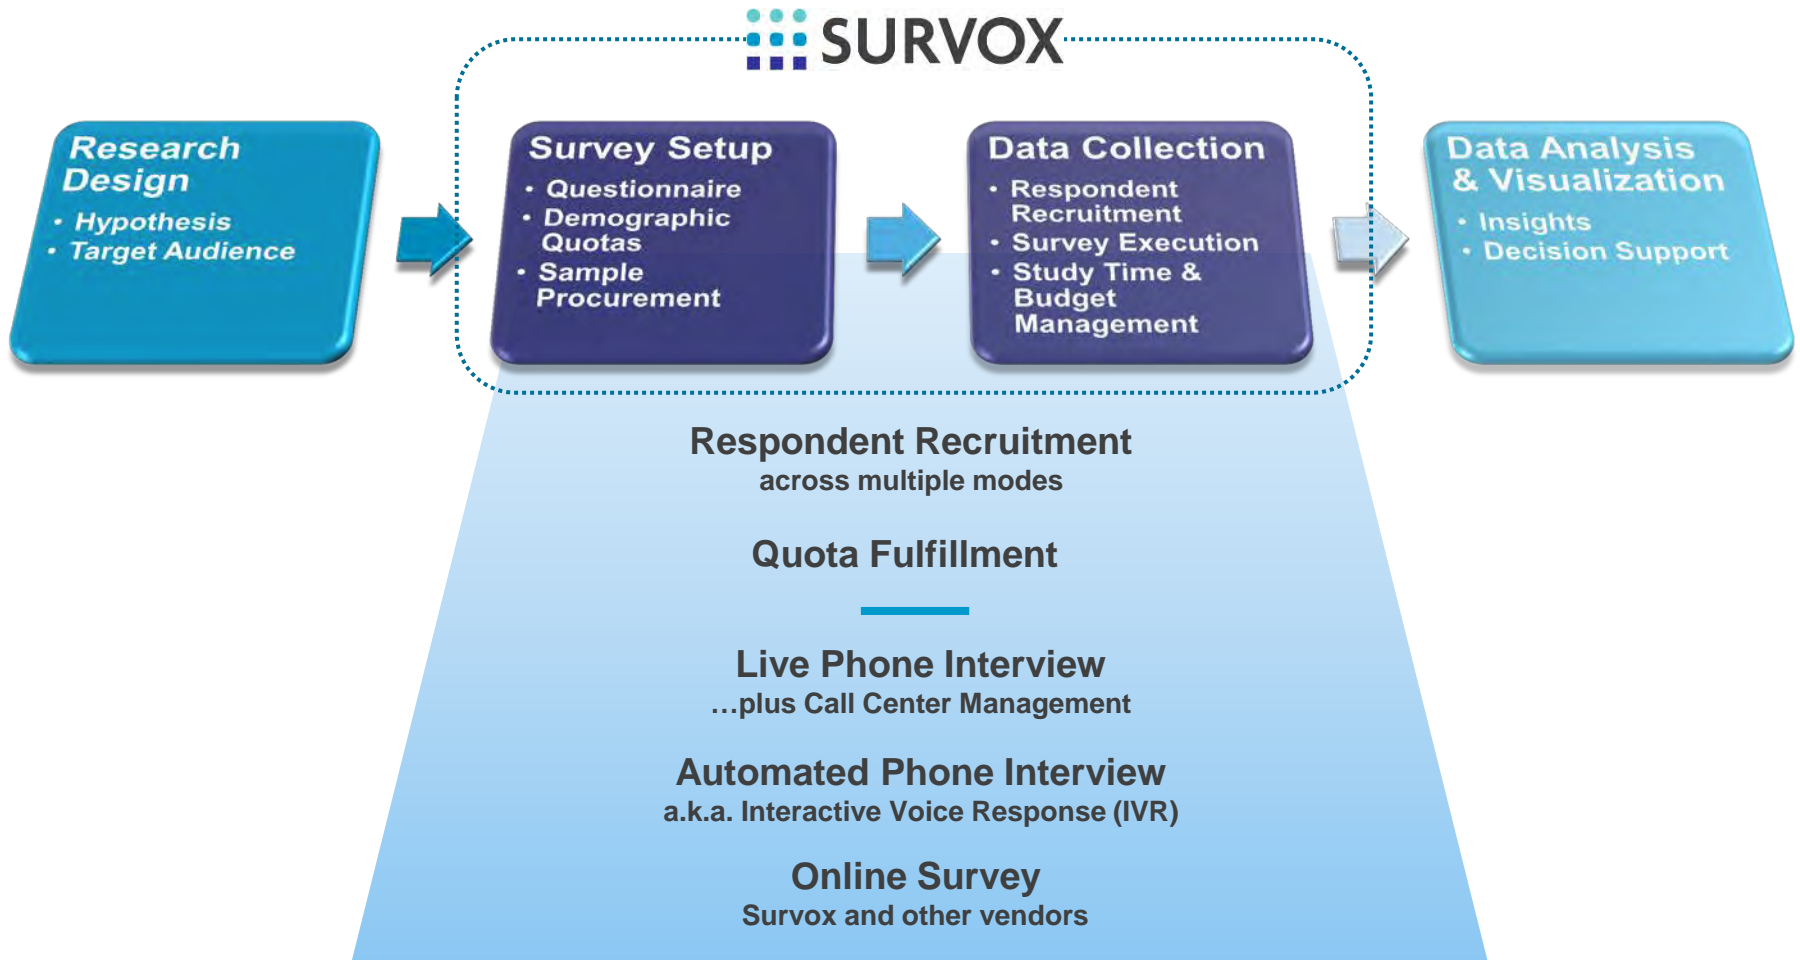 SURVOX
Research
Design
• Hypothesis
• Target Audience
Survey Setup
• Questionnaire
• Demographic
Quotas
• Sample
Procurement
Data Collection
• Respondent
Recruitment
• Survey Execution
• Study Time &
Budget
Management
Data Analysis
& Visualization
• Insights
• Decision Support
Respondent Recruitment
across multiple modes
Quota Fulfillment
Live Phone Interview
…plus Call Center Management
Automated Phone Interview
a.k.a. Interactive Voice Response (IVR)
Online Survey
Survox and other vendors